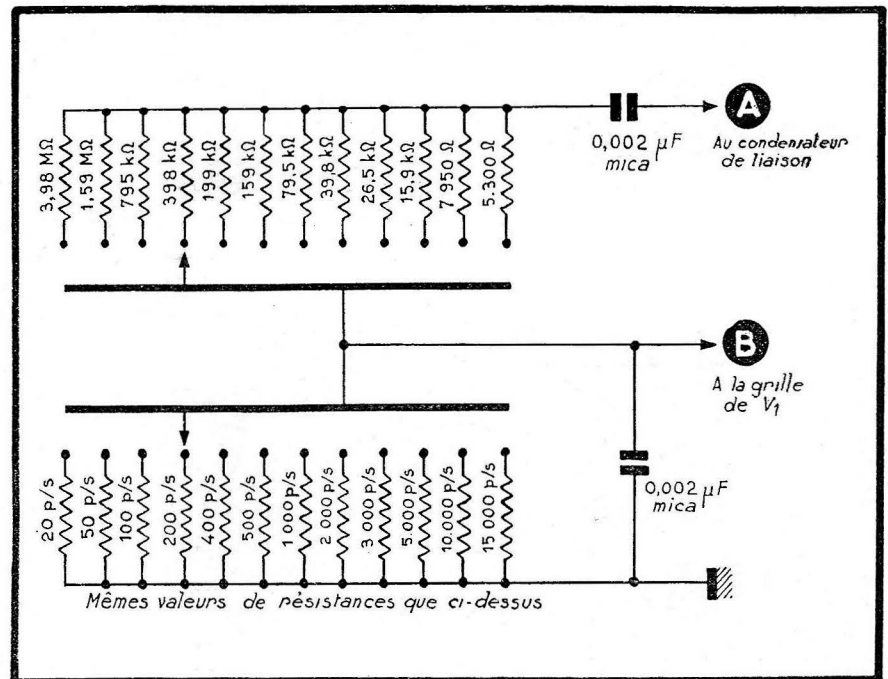 3,98 MΩ
1,59 MΩ
795 kΩ
398 kΩ
199 kΩ
159 kΩ
79,5 kΩ
39,8 kΩ
26,5 kΩ
15,9 kΩ
7 950 Ω
5.300 Ω
0,002 µF
mica
A
Au condensateur
de liaison
B
A la grille
de V1
20 p/s
50 p/s
100 p/s
200 p/s
400 p/s
500 p/s
1 000 p/s
2 000 p/s
3 000 p/s
5.000 p/s
10.000 p/s
15 000 p/s
0,002 µF
mica
Mêmes valeurs de résistances que ci-dessus